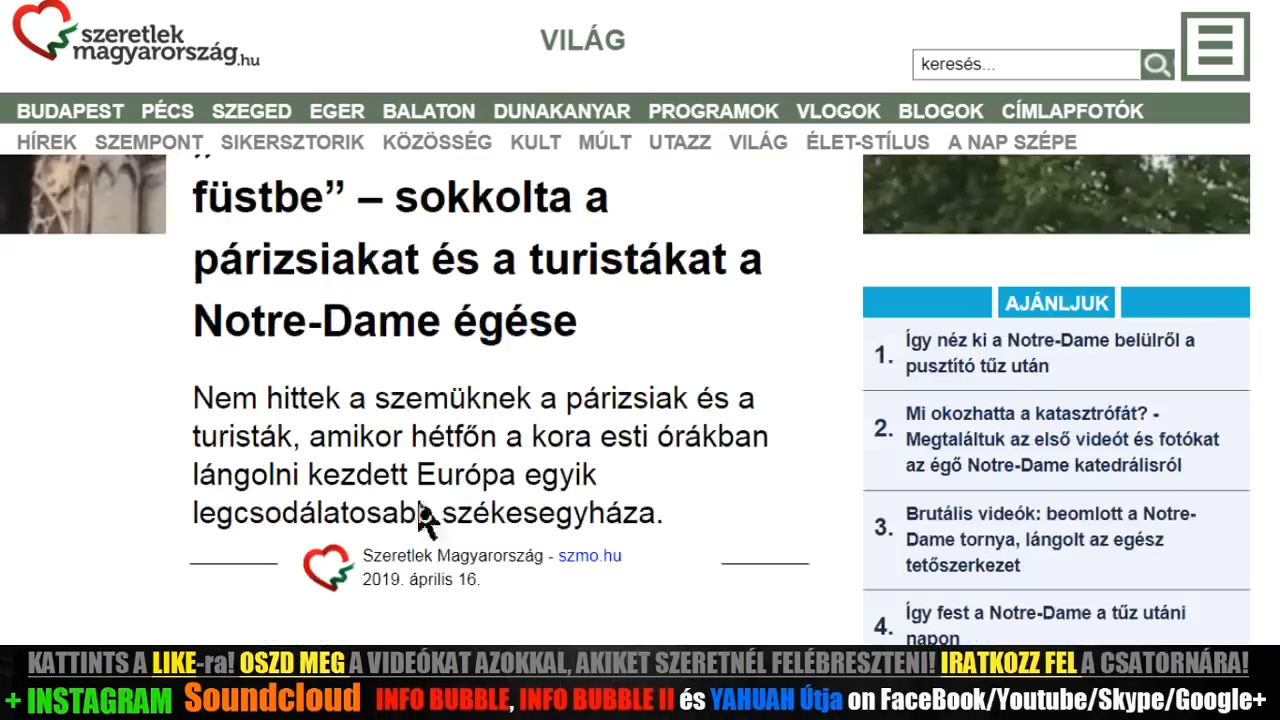 szeretlek
magyarország.hu
VILÁG
keresés...
BUDAPEST PÉCS SZEGED EGER BALATON DUNAKANYAR PROGRAMOK VLOGOK BLOGOK CÍMLAPFOTÓK
HÍREK SZEMPONT SIKERSZTORIK KÖZÖSSÉG KULT MÚLT UTAZZ VILÁG ÉLET-STÍLUS A NAP SZÉPE
füstbe” – sokkolta a
párizsiakat és a turistákat a
Notre-Dame égése
Nem hittek a szemüknek a párizsiak és a
turisták, amikor hétfőn a kora esti órákban
lángolni kezdett Európa egyik
legcsodálatosabb székesegyháza.
Szeretlek Magyarország - szmo.hu
2019. április 16.
AJÁNLJUK
1. Így néz ki a Notre-Dame belülről a
pusztító tűz után
2. Mi okozhatta a katasztrófát? -
Megtaláltuk az első videót és fotókat
az égő Notre-Dame katedrálisról
3. Brutális videók: beomlott a Notre-
Dame tornya, lángolt az egész
tetőszerkezet
4. Így fest a Notre-Dame a tűz utáni
napon
KATTINTS A LIKE-ra! OSZD MEG A VIDEÓKAT AZOKKAL, AKIKET SZERETNÉL FELÉBRESZTENI! IRATKOZZ FEL A CSATORNÁRA!
+ INSTAGRAM Soundcloud INFO BUBBLE, INFO BUBBLE II és YAHUAH Útja on FaceBook/Youtube/Skype/Google+